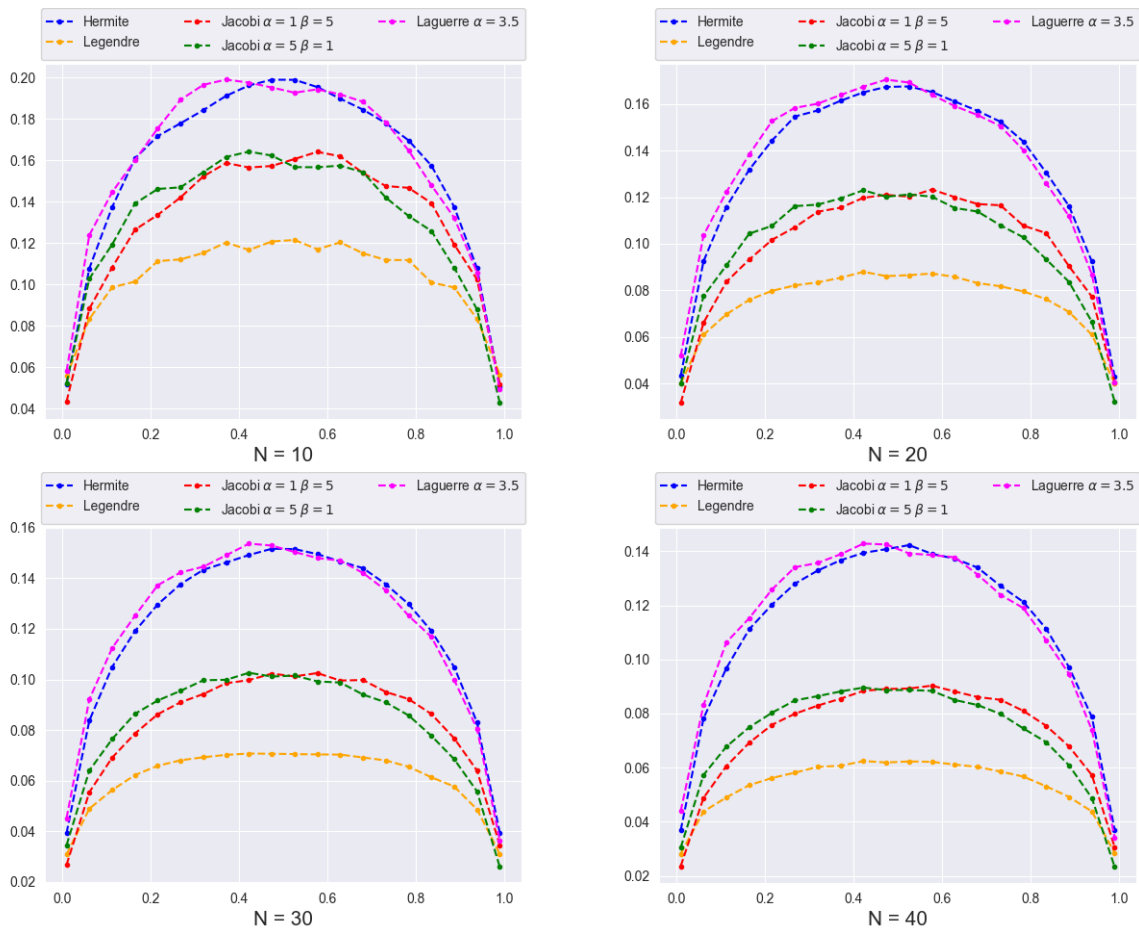 Hermite Jacobi α = 1 β = 5 Laguerre α = 3.5
Legendre Jacobi α = 5 β = 1
0.20
0.18
0.16
0.14
0.12
0.10
0.08
0.06
0.04
0.0 0.2 0.4 0.6 0.8 1.0
N = 10
Hermite Jacobi α = 1 β = 5 Laguerre α = 3.5
Legendre Jacobi α = 5 β = 1
0.16
0.14
0.12
0.10
0.08
0.06
0.04
0.0 0.2 0.4 0.6 0.8 1.0
N = 20
Hermite Jacobi α = 1 β = 5 Laguerre α = 3.5
Legendre Jacobi α = 5 β = 1
0.16
0.14
0.12
0.10
0.08
0.06
0.04
0.02
0.0 0.2 0.4 0.6 0.8 1.0
N = 30
Hermite Jacobi α = 1 β = 5 Laguerre α = 3.5
Legendre Jacobi α = 5 β = 1
0.14
0.12
0.10
0.08
0.06
0.04
0.02
0.0 0.2 0.4 0.6 0.8 1.0
N = 40